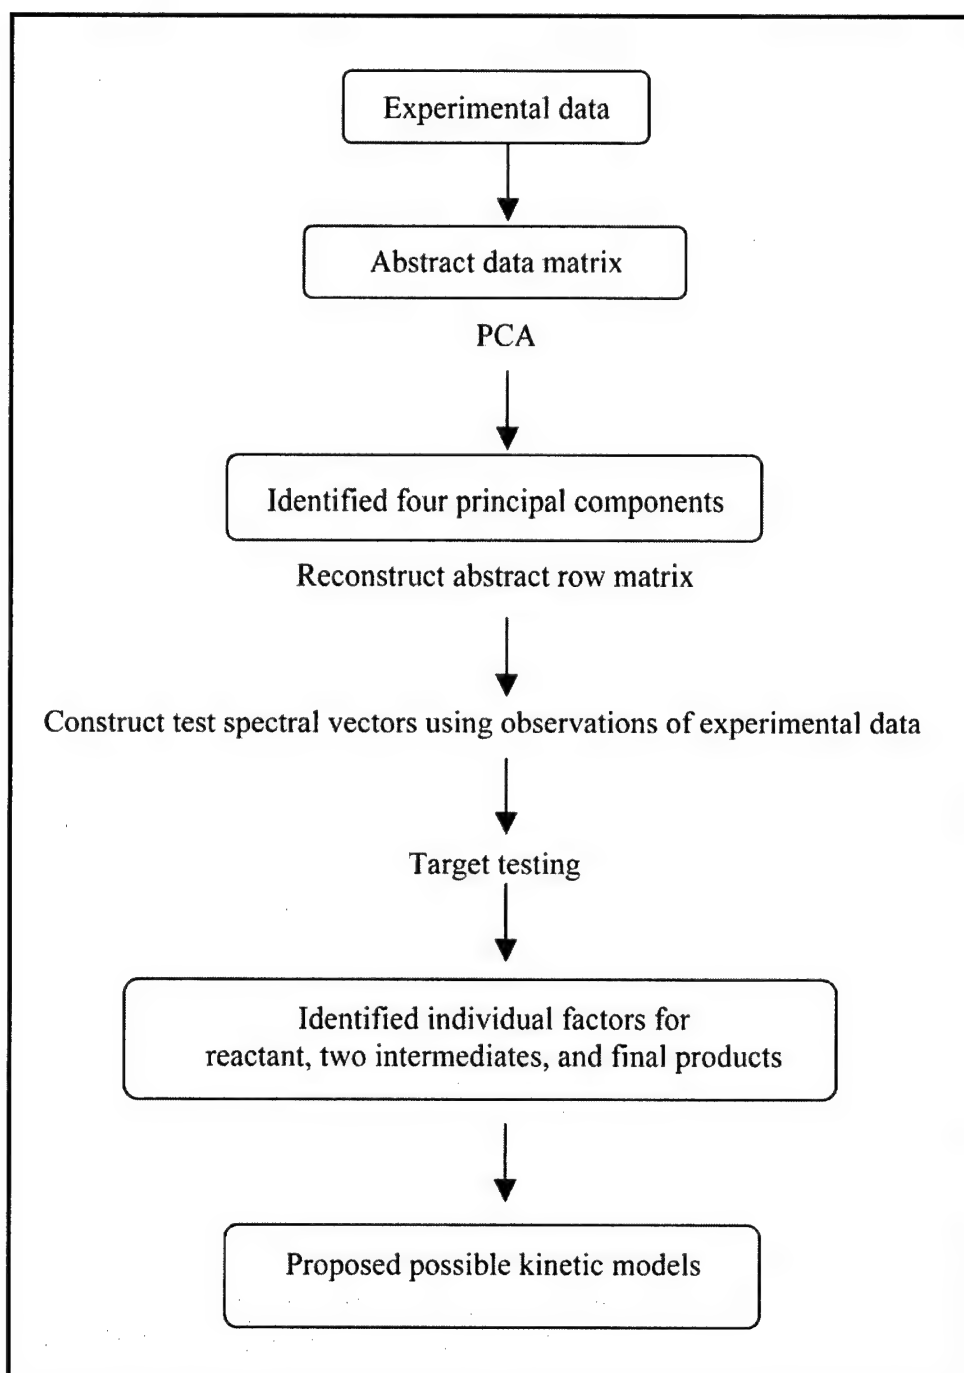 Experimental data
Abstract data matrix
PCA
Identified four principal components
Reconstruct abstract row matrix
Construct test spectral vectors using observations of experimental data
Target testing
Identified individual factors for
reactant, two intermediates, and final products
Proposed possible kinetic models